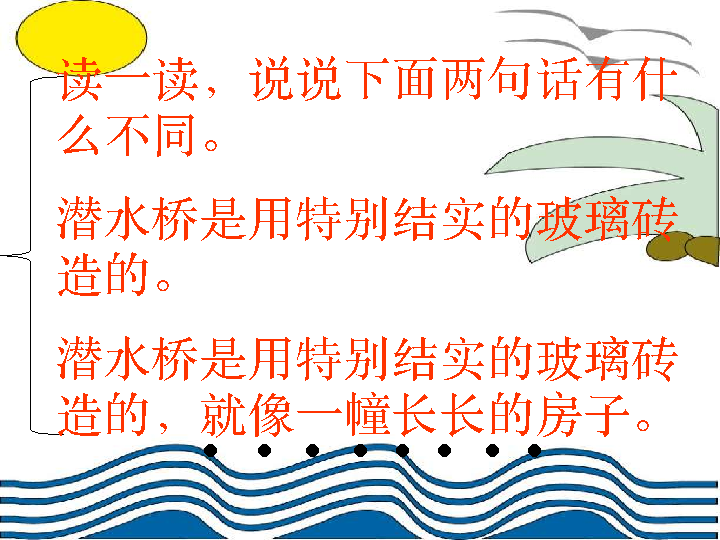 读一读，说说下面两句话有什
么不同。
潜水桥是用特别结实的玻璃砖
造的。
潜水桥是用特别结实的玻璃砖
造的，就像一幢长长的房子。